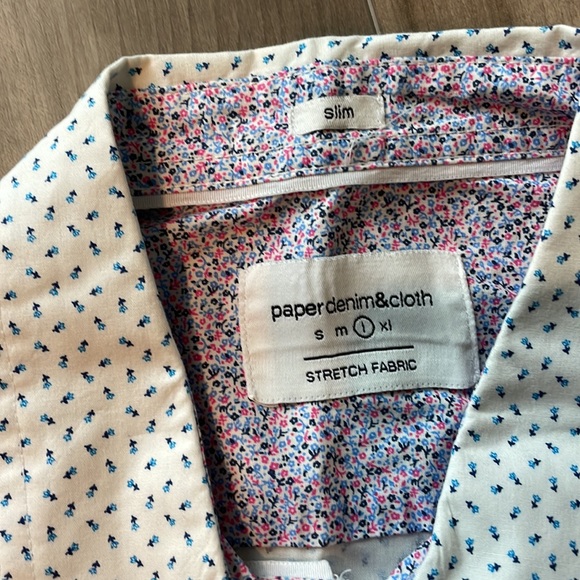 slim
paperdenim&cloth
s m l xl
STRETCH FABRIC